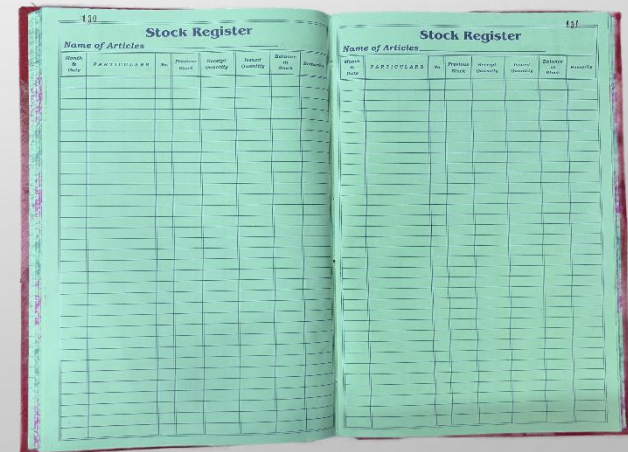 130
Stock Register
Name of Articles
Month & Date PARTICULARS No. Previous Stock Receipt Quantity Issued Quantity Balance in Stock Remarks
131
Stock Register
Name of Articles
Month & Date PARTICULARS No. Previous Stock Receipt Quantity Issued Quantity Balance in Stock Remarks